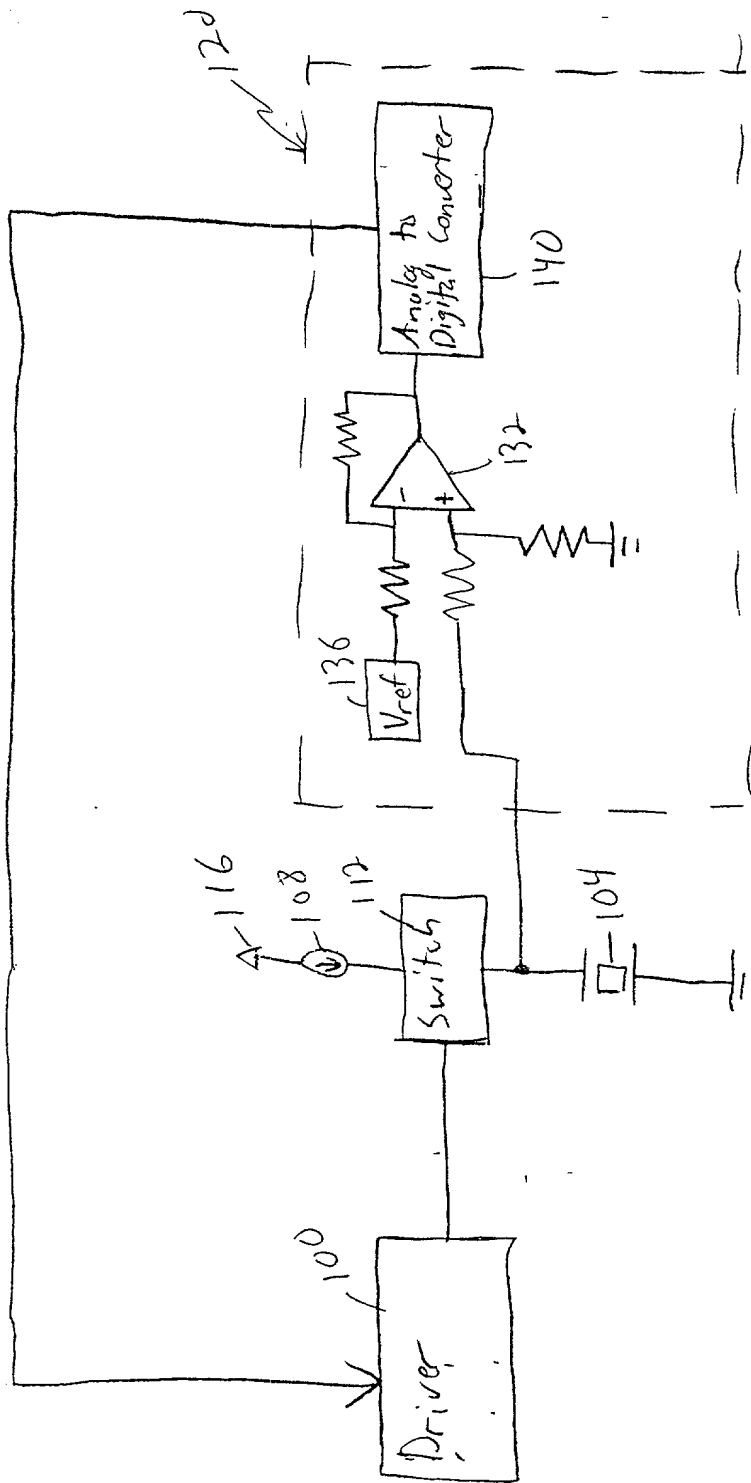 120
Analog to
Digital Converter
140
132
-
+
136
Vref
116
108
112
Switch
104
100
Driver